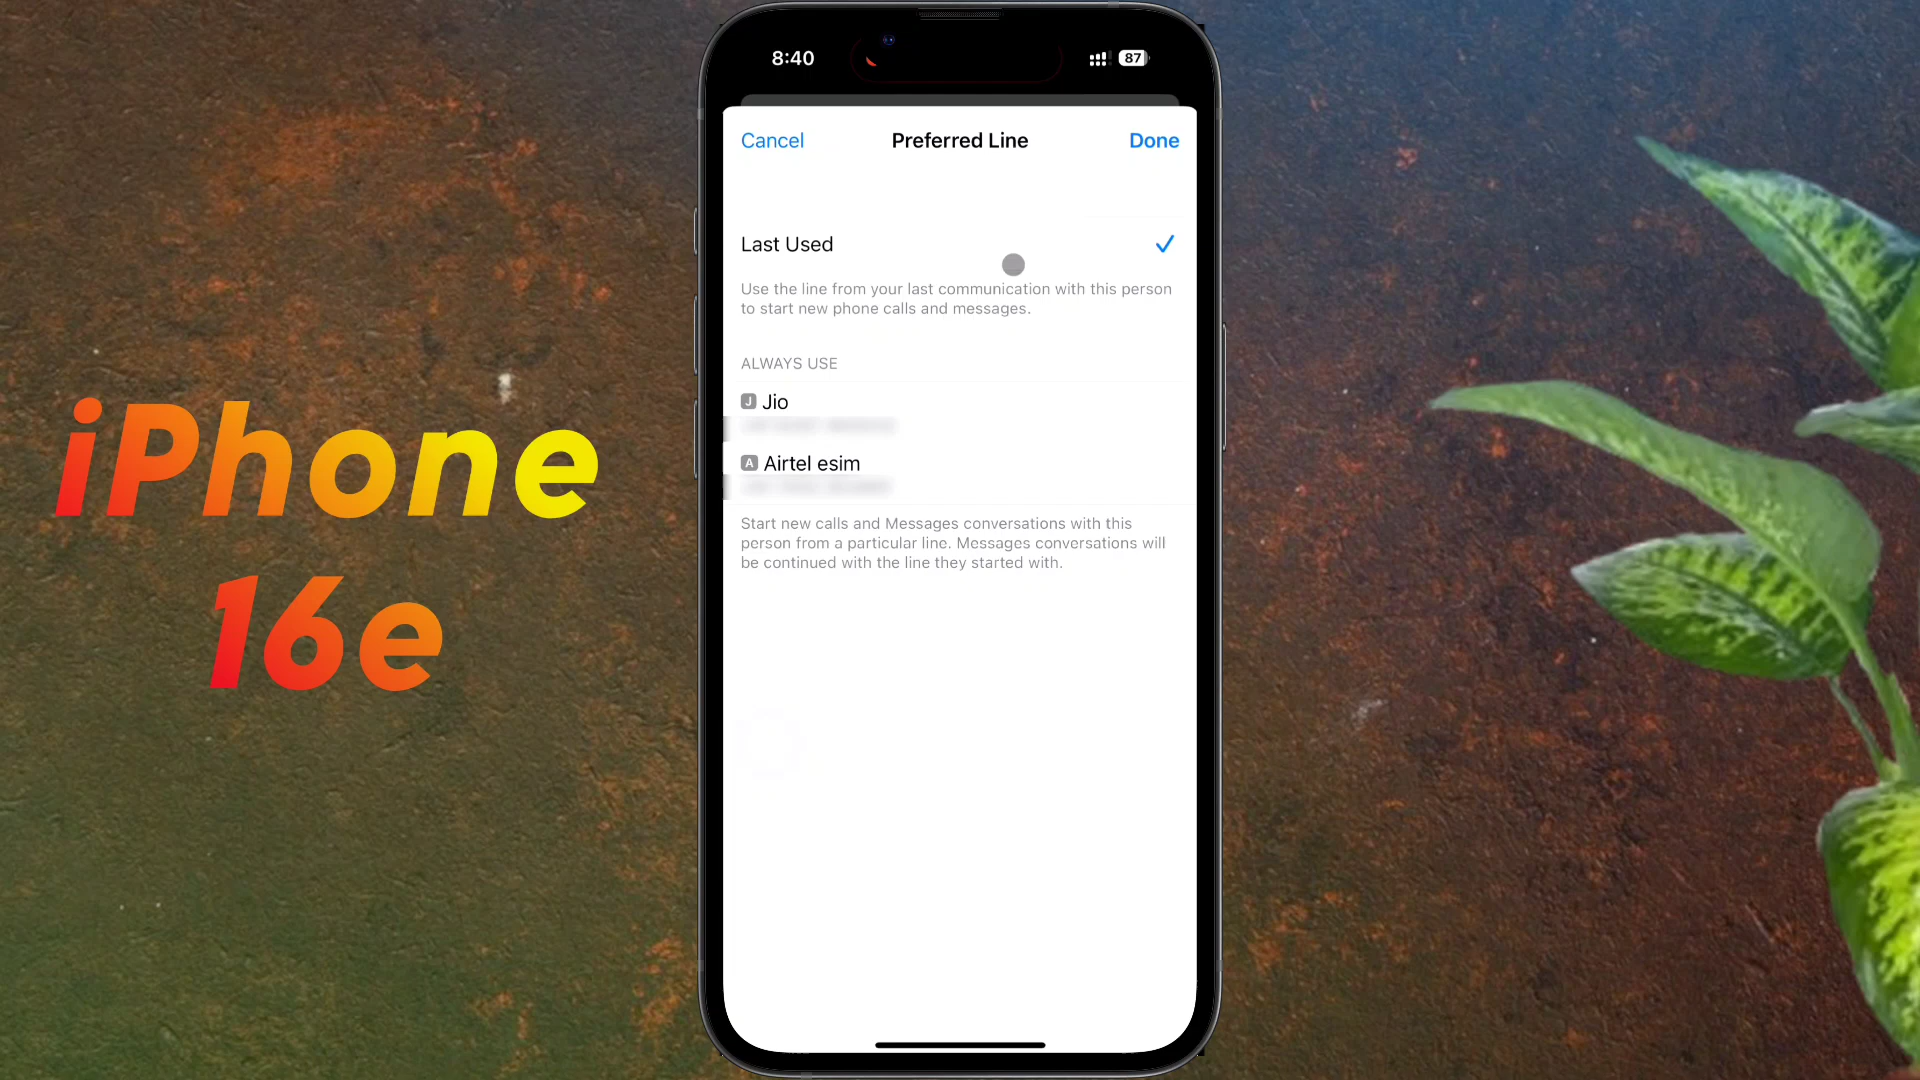 8:40
87
Cancel
Preferred Line
Done
Last Used
Use the line from your last communication with this person
to start new phone calls and messages.
ALWAYS USE
J Jio
A Airtel esim
Start new calls and Messages conversations with this
person from a particular line. Messages conversations will
be continued with the line they started with.
iPhone
16e